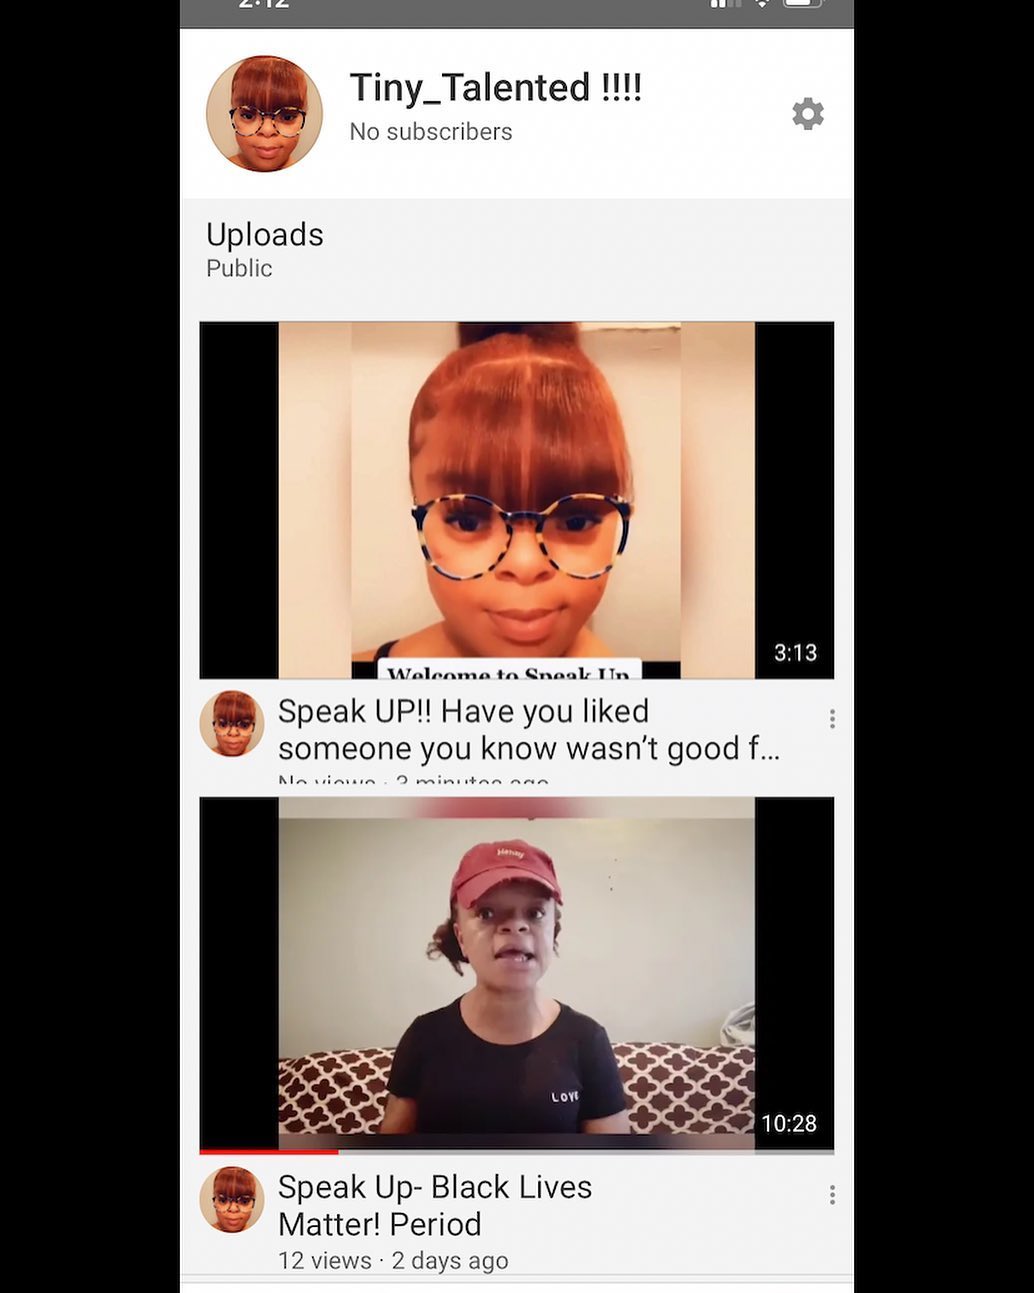 2:12
Tiny_Talented !!!!
No subscribers
Uploads
Public
3:13
Welcome to Speak Up
Speak UP!! Have you liked
someone you know wasn’t good f...
No views · 3 minutes ago
Honey
LOVE
10:28
Speak Up- Black Lives
Matter! Period
12 views · 2 days ago